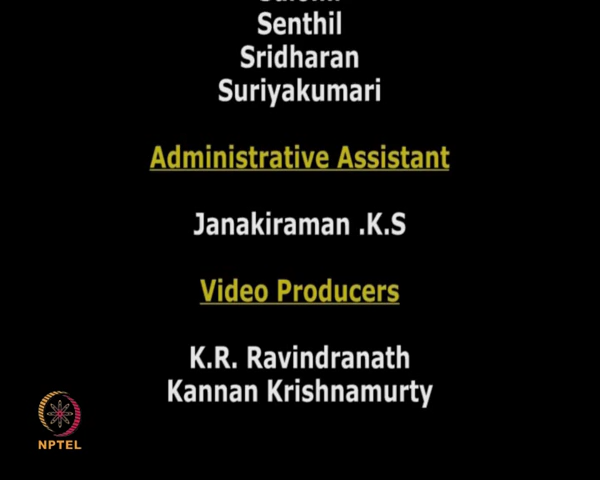 Senthil
Sridharan
Suriyakumari
Administrative Assistant
Janakiraman .K.S
Video Producers
K.R. Ravindranath
Kannan Krishnamurty
NPTEL